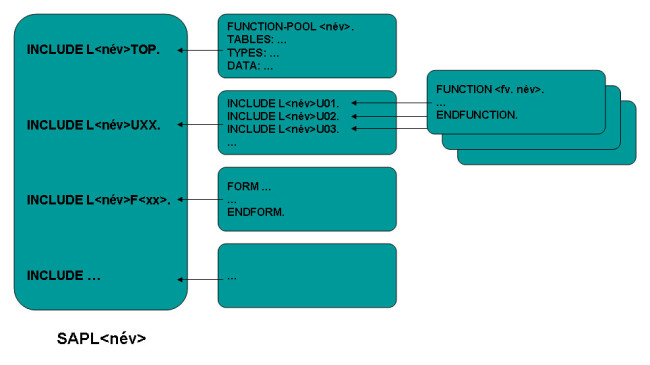 INCLUDE L<név>TOP.
INCLUDE L<név>UXX.
INCLUDE L<név>F<xx>.
INCLUDE …
SAPL<név>
FUNCTION-POOL <név>.
TABLES: …
TYPES: …
DATA: …
INCLUDE L<név>U01.
INCLUDE L<név>U02.
INCLUDE L<név>U03.
…
FORM …
…
ENDFORM.
…
FUNCTION <fv. név>.
…
ENDFUNCTION.